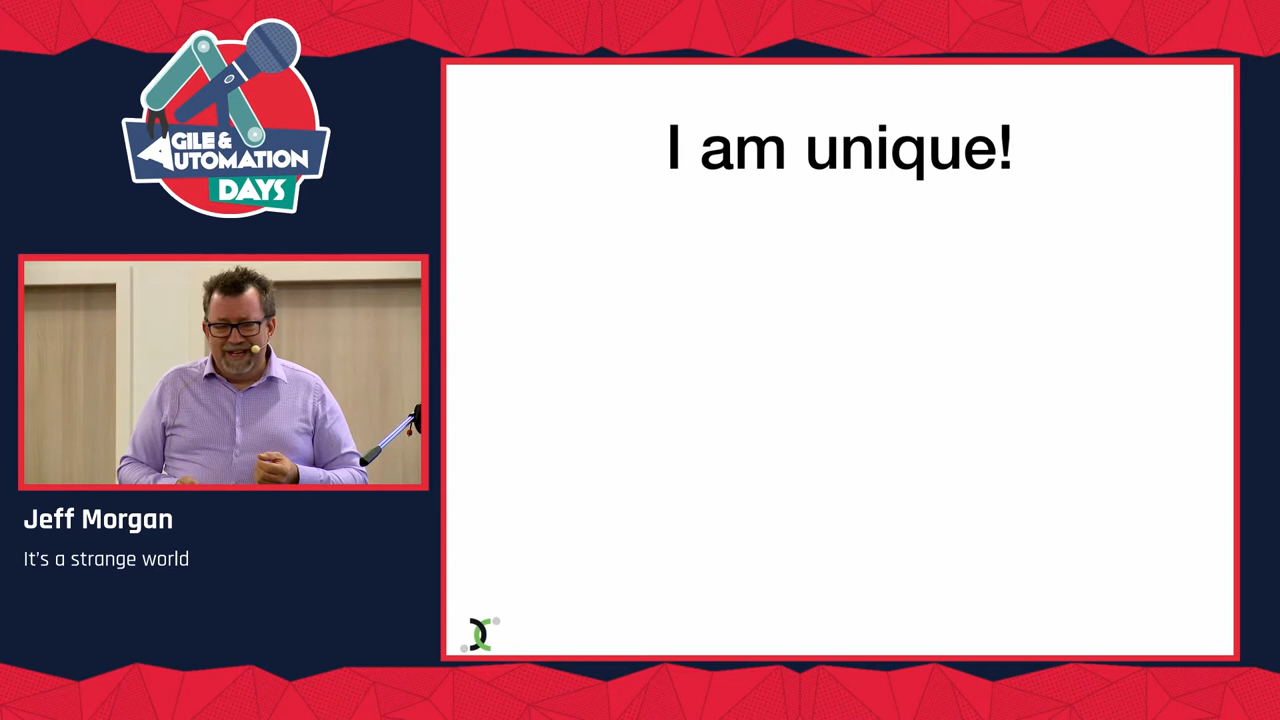 AGILE &
AUTOMATION
DAYS
I am unique!
Jeff Morgan
It's a strange world